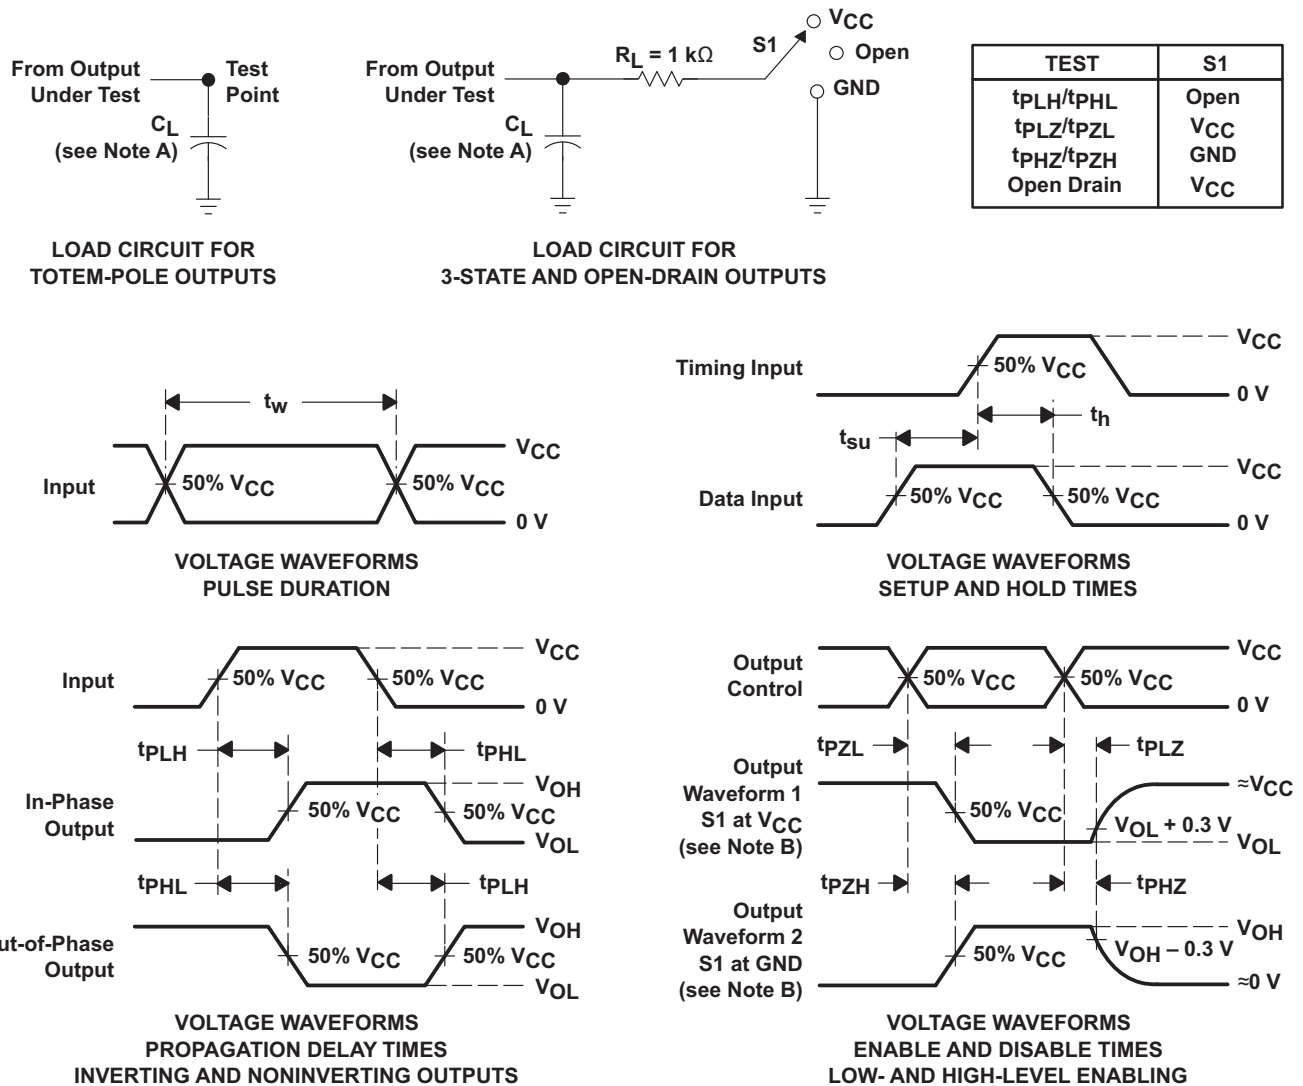 From Output
Under Test
Test
Point
CL
(see Note A)
LOAD CIRCUIT FOR
TOTEM-POLE OUTPUTS
From Output
Under Test
RL = 1 kΩ
S1
VCC
Open
GND
CL
(see Note A)
LOAD CIRCUIT FOR
3-STATE AND OPEN-DRAIN OUTPUTS
TEST S1
tPLH/tPHL Open
tPLZ/tPZL VCC
tPHZ/tPZH GND
Open Drain VCC
tw
Input
50% VCC
50% VCC
VCC
0 V
VOLTAGE WAVEFORMS
PULSE DURATION
Timing Input
50% VCC
VCC
0 V
tsu
th
Data Input
50% VCC
50% VCC
VCC
0 V
VOLTAGE WAVEFORMS
SETUP AND HOLD TIMES
Input
50% VCC
50% VCC
VCC
0 V
tPLH
tPHL
In-Phase
Output
50% VCC
50% VCC
VOH
VOL
tPHL
tPLH
ut-of-Phase
Output
50% VCC
50% VCC
VOH
VOL
VOLTAGE WAVEFORMS
PROPAGATION DELAY TIMES
INVERTING AND NONINVERTING OUTPUTS
Output
Control
50% VCC
50% VCC
VCC
0 V
tPZL
tPLZ
Output
Waveform 1
S1 at VCC
(see Note B)
50% VCC
VOL + 0.3 V
≈VCC
VOL
tPZH
tPHZ
Output
Waveform 2
S1 at GND
(see Note B)
50% VCC
VOH − 0.3 V
VOH
≈0 V
VOLTAGE WAVEFORMS
ENABLE AND DISABLE TIMES
LOW- AND HIGH-LEVEL ENABLING